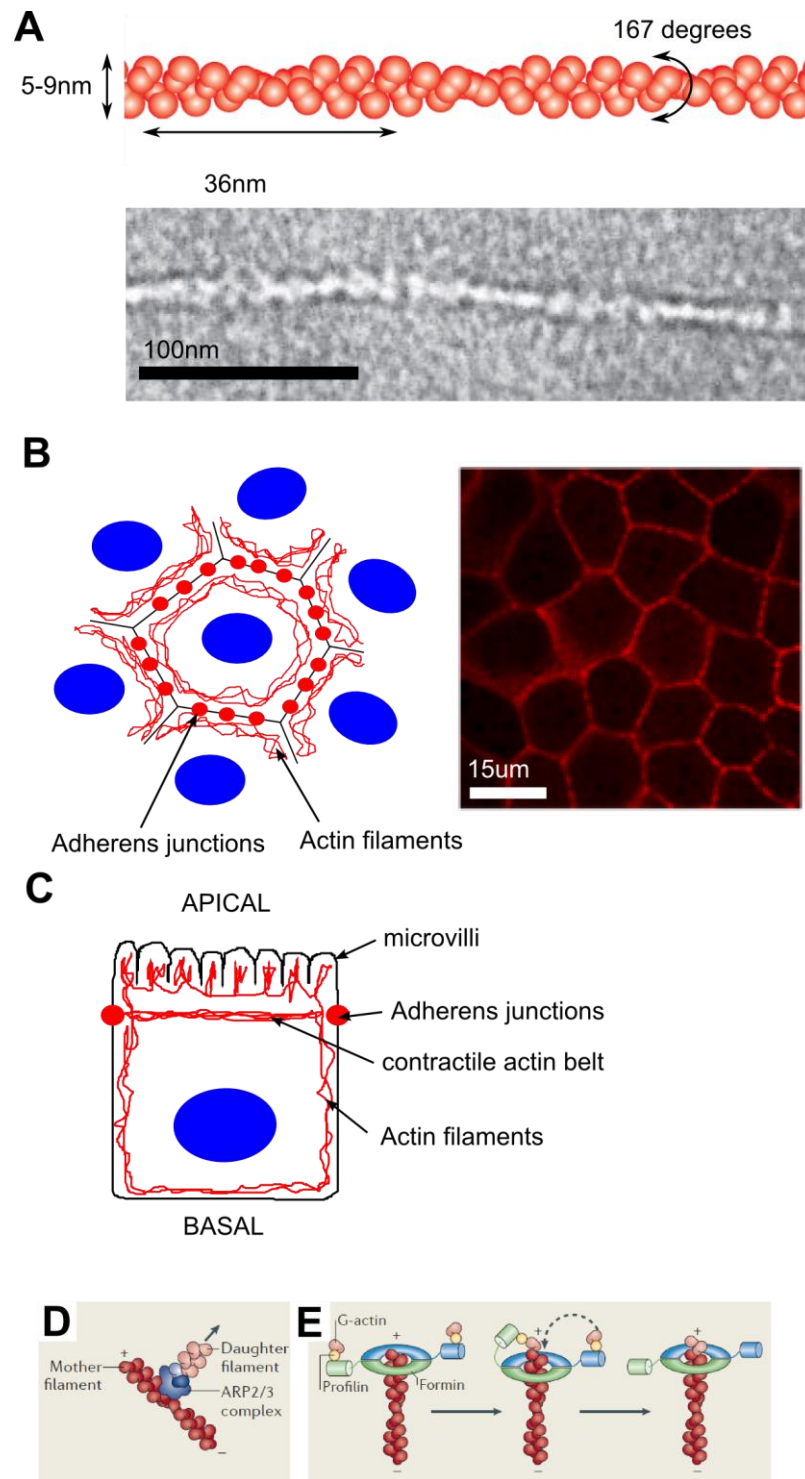 A
167 degrees
5-9nm
36nm
100nm
B
15um
Adherens junctions
Actin filaments
C
APICAL
microvilli
Adherens junctions
contractile actin belt
Actin filaments
BASAL
D
+
Mother
filament
Daughter
filament
ARP2/3
complex
–
E
G-actin
+
Profilin
Formin
–
+
–
+
–